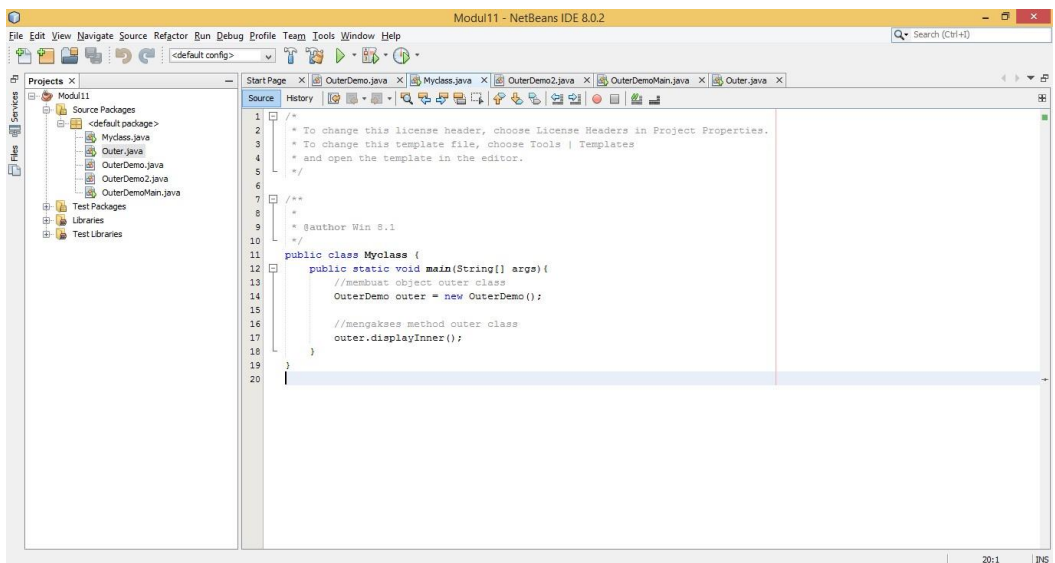 Modul11 - NetBeans IDE 8.0.2
File Edit View Navigate Source Refactor Run Debug Profile Team Tools Window Help
Search (Ctrl+I)
<default config>
Projects
Services
Files
Modul11
Source Packages
<default package>
Myclass.java
Outer.java
OuterDemo.java
OuterDemo2.java
OuterDemoMain.java
Test Packages
Libraries
Test Libraries
Start Page OuterDemo.java Myclass.java OuterDemo2.java OuterDemoMain.java Outer.java
Source History
1 /*
2 * To change this license header, choose License Headers in Project Properties.
3 * To change this template file, choose Tools | Templates
4 * and open the template in the editor.
5 */
6
7 /**
8 *
9 * @author Win 8.1
10 */
11 public class Myclass {
12 public static void main(String[] args){
13 //membuat object outer class
14 OuterDemo outer = new OuterDemo();
15
16 //mengakses method outer class
17 outer.displayInner();
18 }
19 }
20
20:1 INS